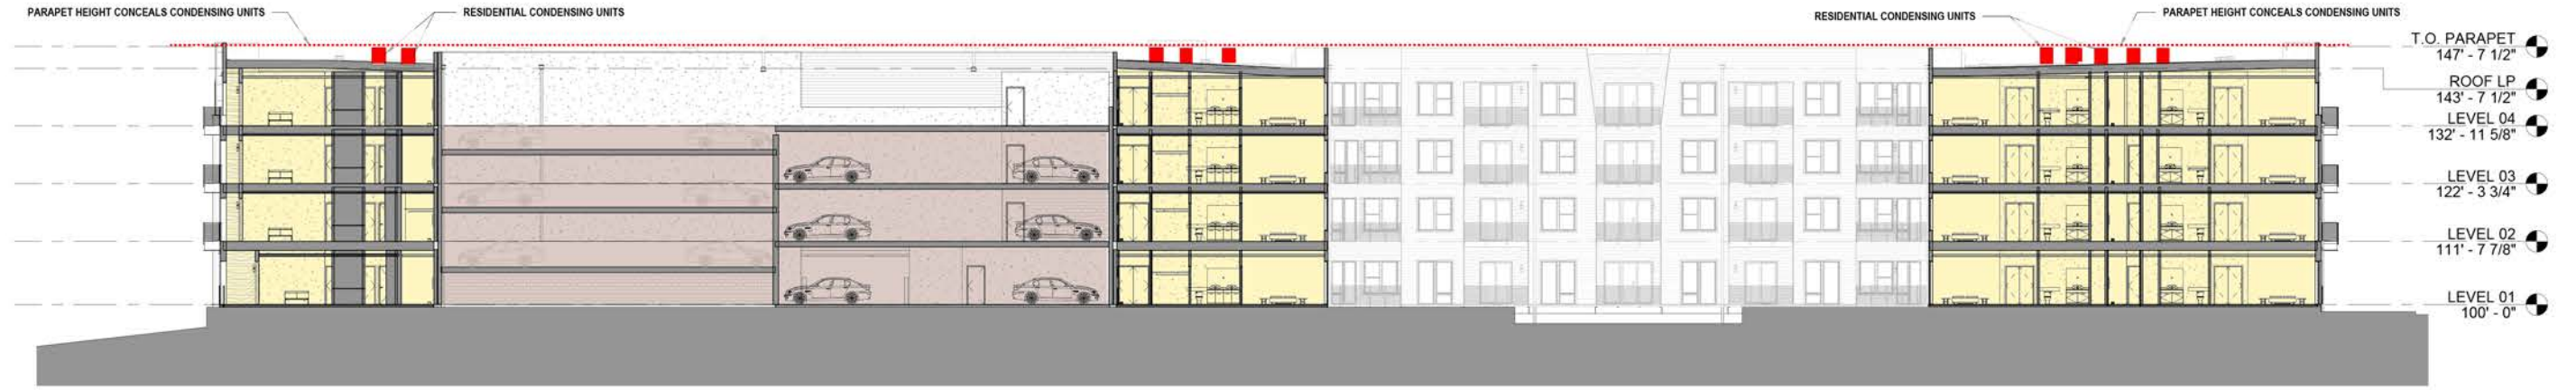 PARAPET HEIGHT CONCEALS CONDENSING UNITS
RESIDENTIAL CONDENSING UNITS
RESIDENTIAL CONDENSING UNITS
PARAPET HEIGHT CONCEALS CONDENSING UNITS
T.O. PARAPET
147' - 7 1/2"
ROOF LP
143' - 7 1/2"
LEVEL 04
132' - 11 5/8"
LEVEL 03
122' - 3 3/4"
LEVEL 02
111' - 7 7/8"
LEVEL 01
100' - 0"